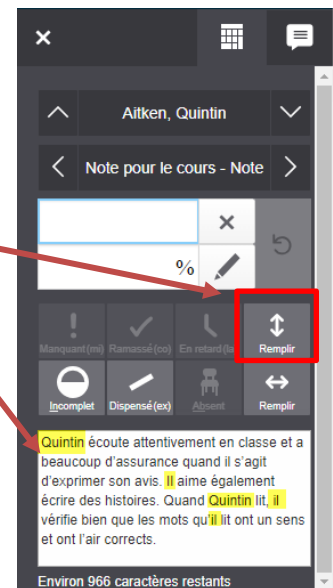 Aitken, Quintin
Note pour le cours - Note
%
Manquant (mi) Ramassé (co) En retard (la Remplir
Incomplet Dispensé (ex) Absent Remplir
Quintin écoute attentivement en classe et a
beaucoup d'assurance quand il s'agit
d'exprimer son avis. Il aime également
écrire des histoires. Quand Quintin lit, il
vérifie bien que les mots qu'il lit ont un sens
et ont l'air corrects.
Environ 966 caractères restants